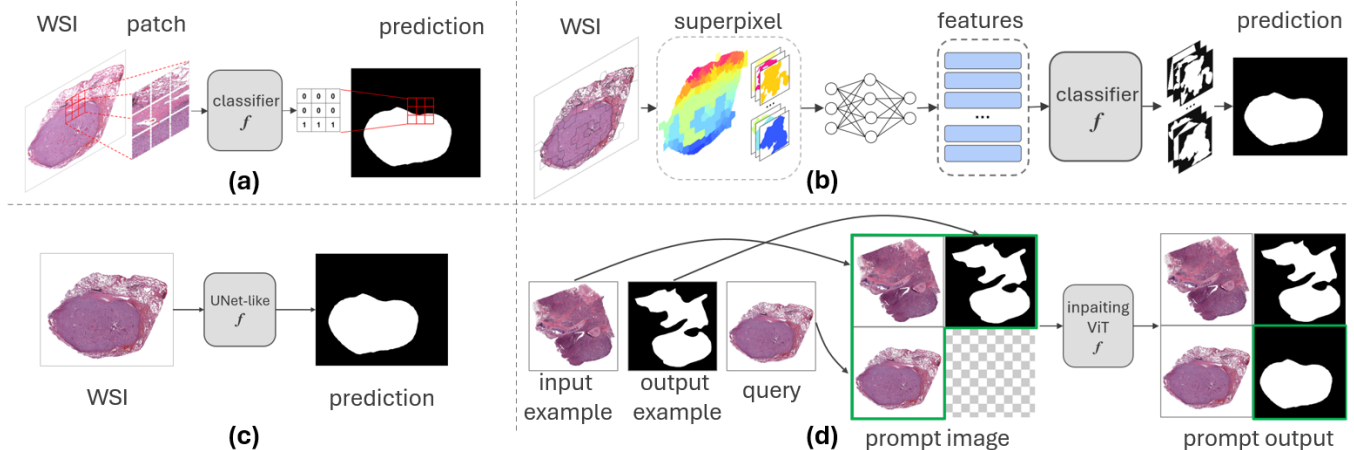 WSI
patch
classifier
f
0 0 0
0 0 0
1 1 1
prediction
(a)
WSI
superpixel
features
...
classifier
f
...
prediction
(b)
UNet-like
f
WSI
prediction
(c)
input
example
output
example
query
prompt image
inpaiting
ViT
f
prompt output
(d)